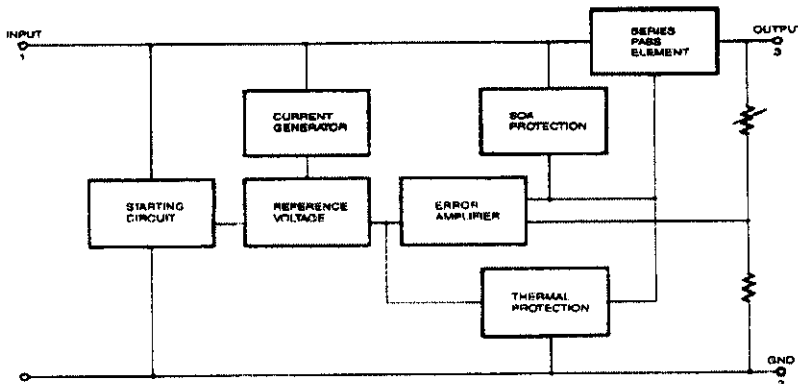 INPUT
1
SERIES
PASS
ELEMENT
OUTPUT
3
CURRENT
GENERATOR
SOA
PROTECTION
STARTING
CIRCUIT
REFERENCE
VOLTAGE
ERROR
AMPLIFIER
THERMAL
PROTECTION
GND
2